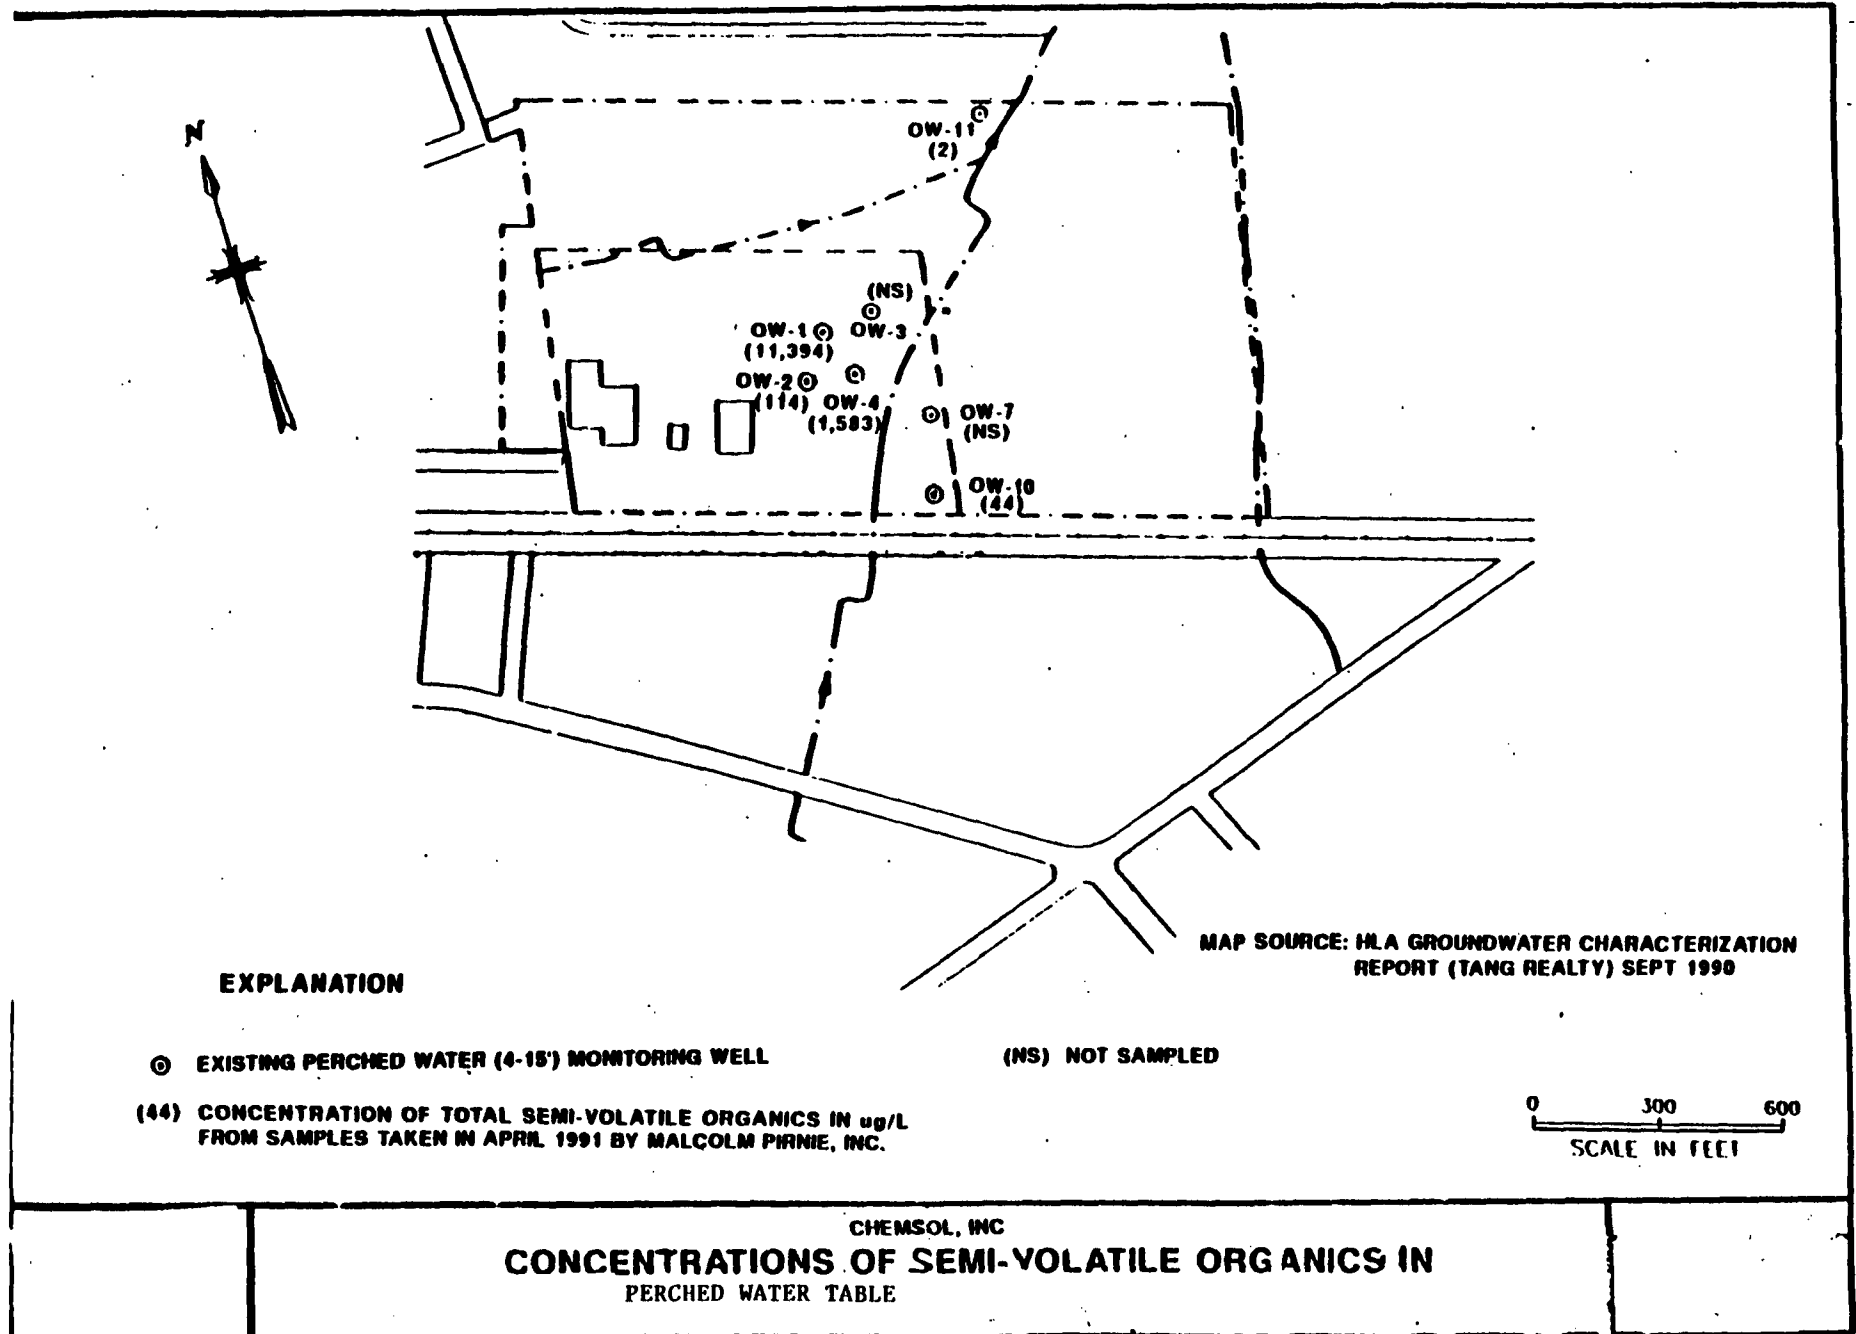 N
OW-11
(2)
(NS)
OW-1 OW-3
(11,394)
OW-2
(114) OW-4
(1,583)
OW-7
(NS)
OW-10
(44)
MAP SOURCE: HLA GROUNDWATER CHARACTERIZATION
REPORT (TANG REALTY) SEPT 1990
EXPLANATION
EXISTING PERCHED WATER (4-15') MONITORING WELL
(NS) NOT SAMPLED
(44) CONCENTRATION OF TOTAL SEMI-VOLATILE ORGANICS IN ug/L
FROM SAMPLES TAKEN IN APRIL 1991 BY MALCOLM PIRNIE, INC.
0 300 600
SCALE IN FEET
CHEMSOL, INC
CONCENTRATIONS OF SEMI-VOLATILE ORGANICS IN
PERCHED WATER TABLE